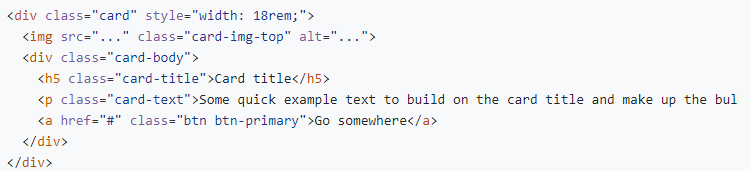 <div class="card" style="width: 18rem;">
  <img src="..." class="card-img-top" alt="...">
  <div class="card-body">
    <h5 class="card-title">Card title</h5>
    <p class="card-text">Some quick example text to build on the card title and make up the bul
    <a href="#" class="btn btn-primary">Go somewhere</a>
  </div>
</div>